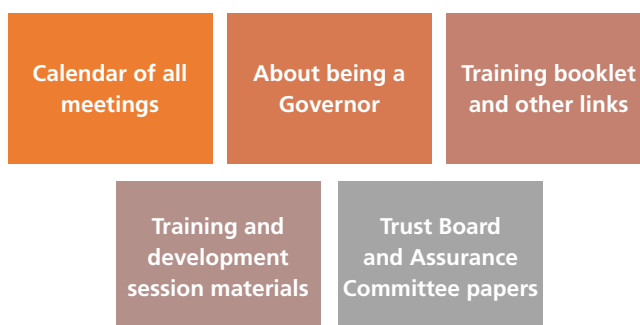 Calendar of all
meetings
About being a
Governor
Training booklet
and other links
Training and
development
session materials
Trust Board
and Assurance
Committee papers